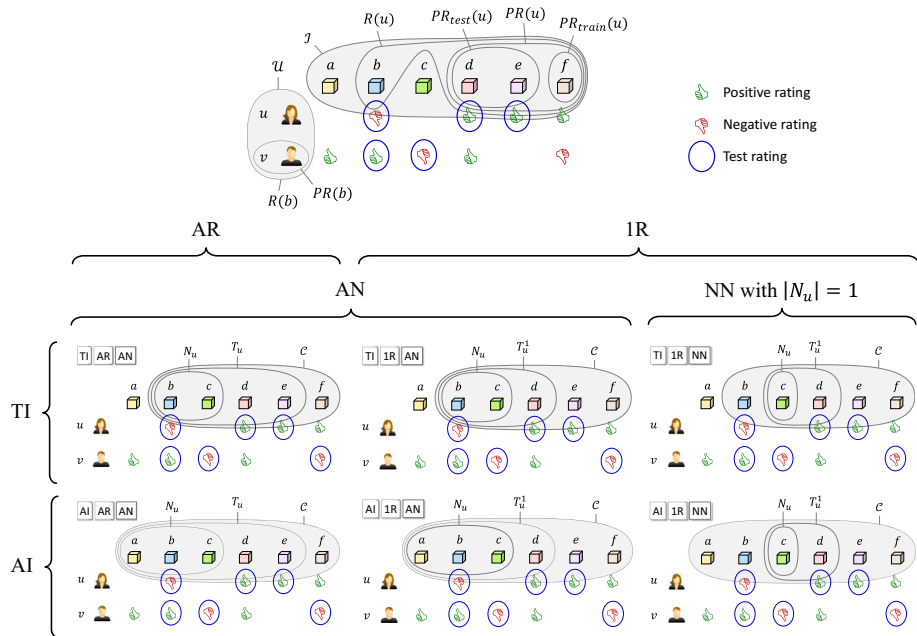 R(u) PR_test(u) PR(u) PR_train(u)
𝒥
a b c d e f
𝒰
u
v
R(b) PR(b)
Positive rating
Negative rating
Test rating
AR 1R
AN NN with |N_u| = 1
TI
TI AR AN N_u T_u 𝒞
a b c d e f
u
v
TI 1R AN N_u T_u^1 𝒞
a b c d e f
u
v
TI 1R NN N_u T_u^1 𝒞
a b c d e f
u
v
AI
AI AR AN N_u T_u 𝒞
a b c d e f
u
v
AI 1R AN N_u T_u^1 𝒞
a b c d e f
u
v
AI 1R NN N_u T_u^1 𝒞
a b c d e f
u
v